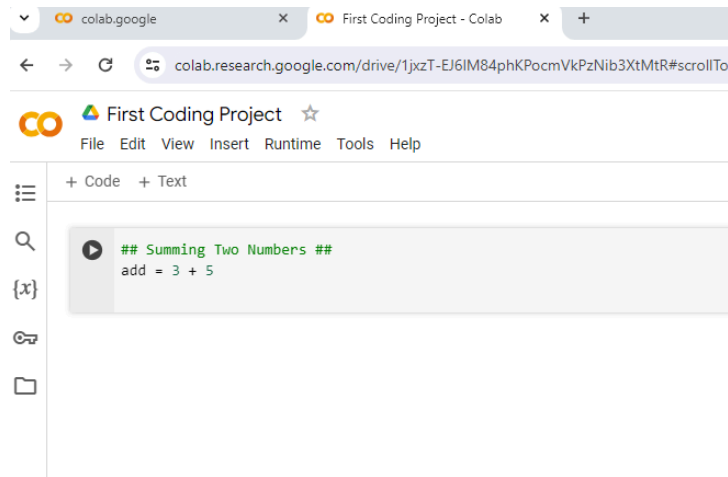 colab.google
First Coding Project - Colab
colab.research.google.com/drive/1jxzT-EJ6IM84phKPocmVkPzNib3XtMtR#scrollTo
CO
First Coding Project
File Edit View Insert Runtime Tools Help
+ Code + Text
## Summing Two Numbers ##
add = 3 + 5
{x}